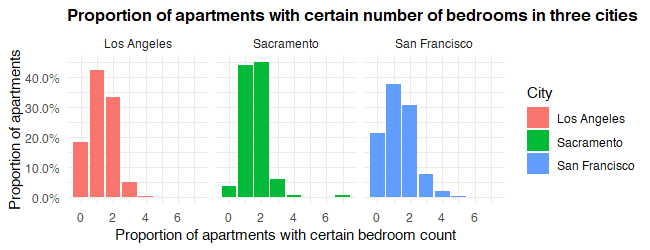 Proportion of apartments with certain number of bedrooms in three cities
Los Angeles Sacramento San Francisco
Proportion of apartments
40.0%
30.0%
20.0%
10.0%
0.0%
0 2 4 6 0 2 4 6 0 2 4 6
Proportion of apartments with certain bedroom count
City
Los Angeles
Sacramento
San Francisco